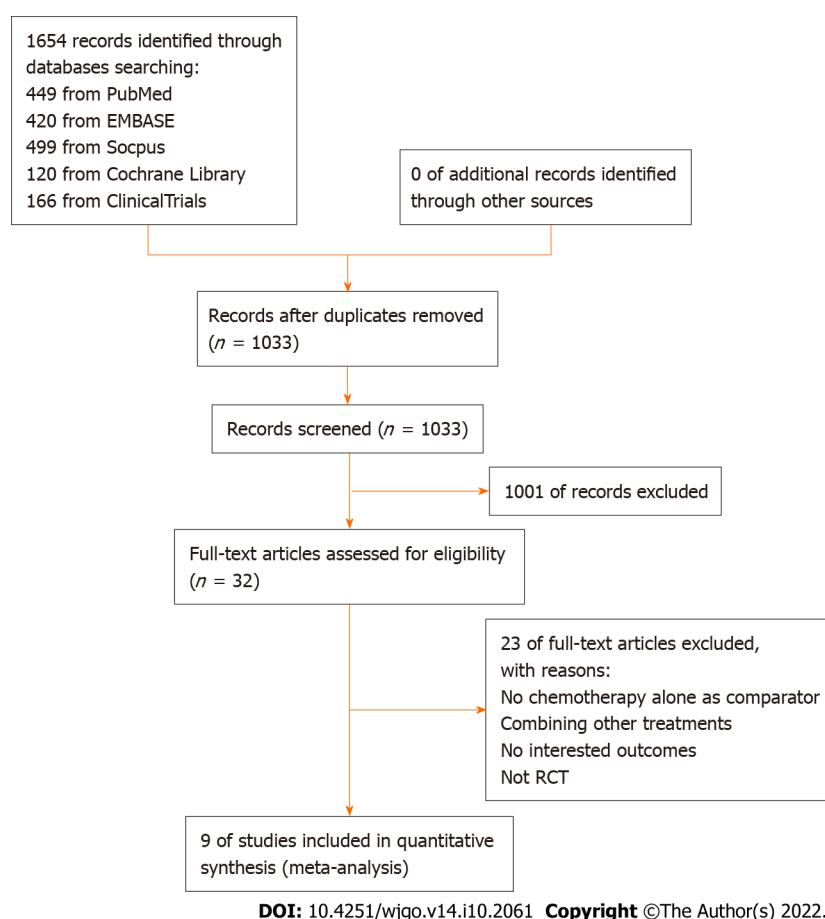 1654 records identified through
databases searching:
449 from PubMed
420 from EMBASE
499 from Socpus
120 from Cochrane Library
166 from ClinicalTrials
0 of additional records identified
through other sources
Records after duplicates removed
(n = 1033)
Records screened (n = 1033)
1001 of records excluded
Full-text articles assessed for eligibility
(n = 32)
23 of full-text articles excluded,
with reasons:
No chemotherapy alone as comparator
Combining other treatments
No interested outcomes
Not RCT
9 of studies included in quantitative
synthesis (meta-analysis)
DOI: 10.4251/wjgo.v14.i10.2061 Copyright ©The Author(s) 2022.